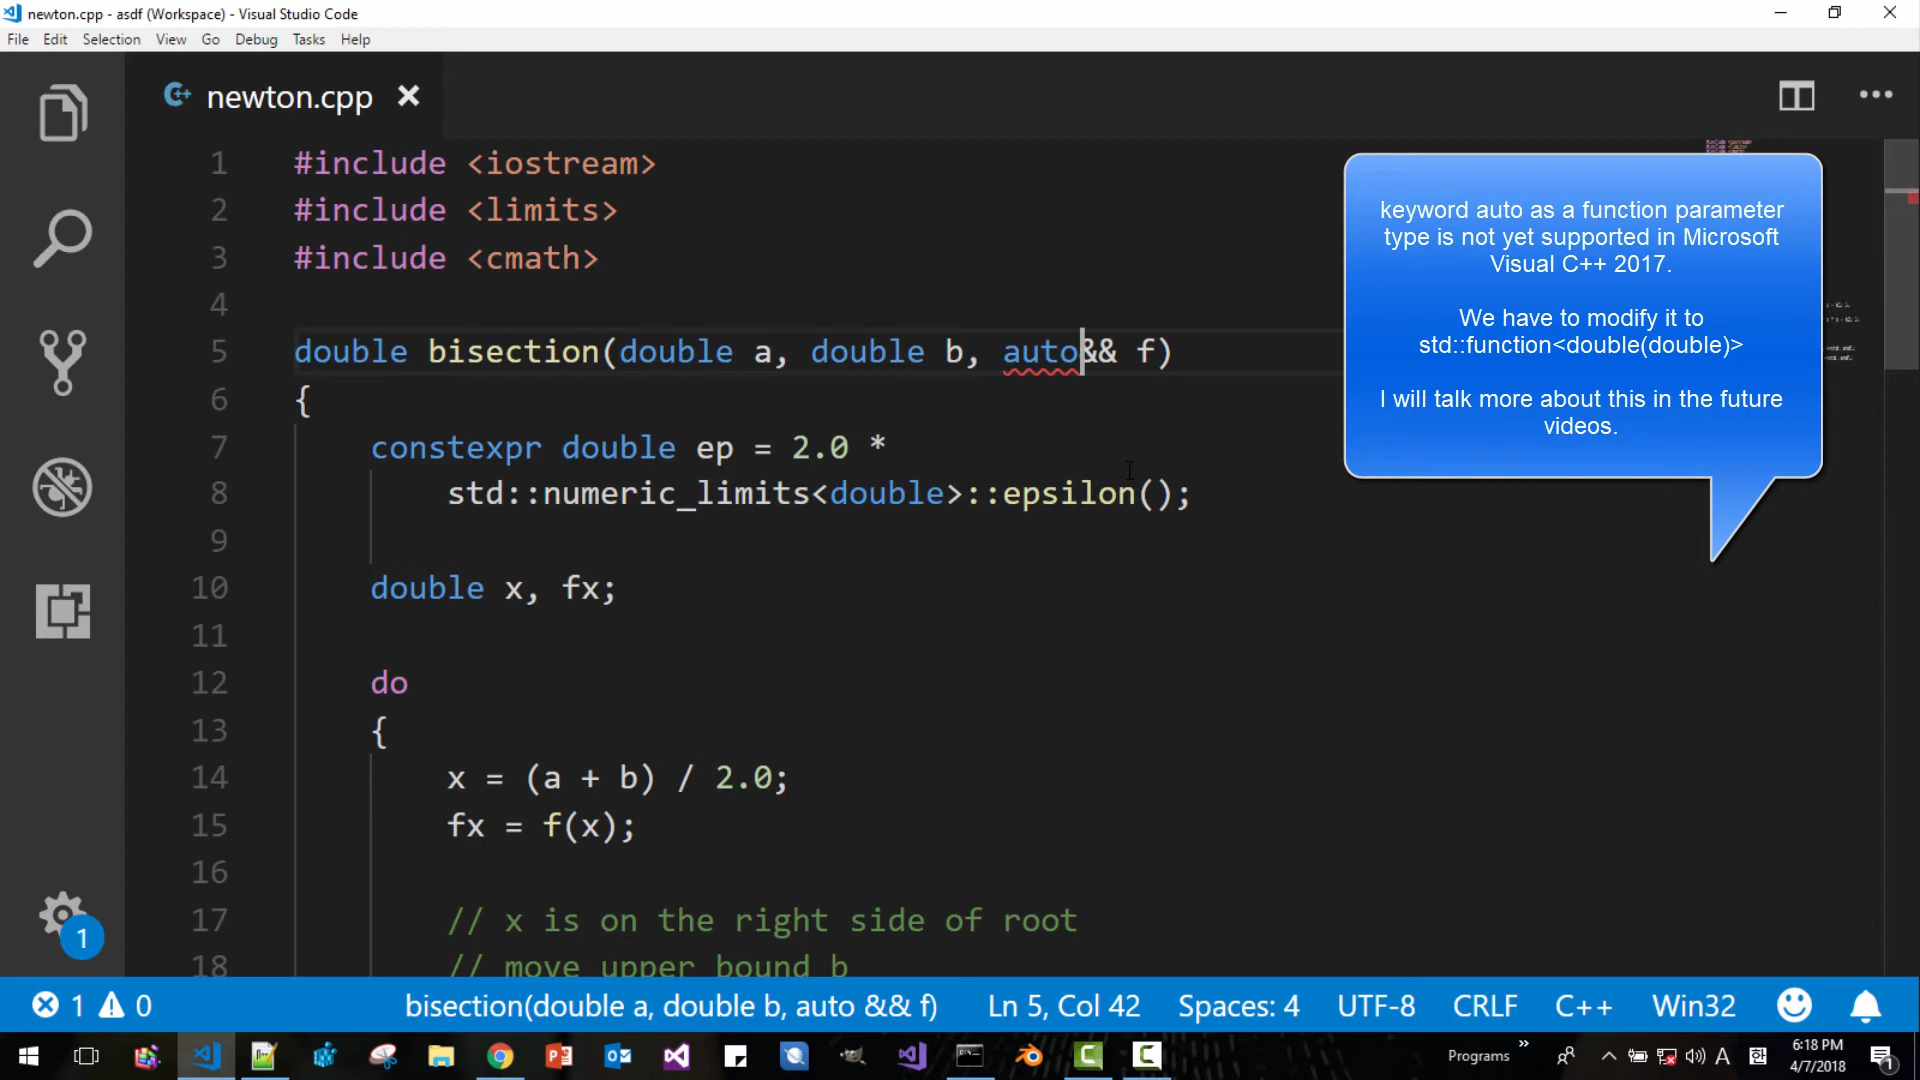 newton.cpp - asdf (Workspace) - Visual Studio Code
File Edit Selection View Go Debug Tasks Help
newton.cpp
1 #include <iostream>
2 #include <limits>
3 #include <cmath>
4
5 double bisection(double a, double b, auto&& f)
6 {
7 constexpr double ep = 2.0 *
8 std::numeric_limits<double>::epsilon();
9
10 double x, fx;
11
12 do
13 {
14 x = (a + b) / 2.0;
15 fx = f(x);
16
17 // x is on the right side of root
18 // move upper bound b
keyword auto as a function parameter
type is not yet supported in Microsoft
Visual C++ 2017.
We have to modify it to
std::function<double(double)>
I will talk more about this in the future
videos.
1
1 0 bisection(double a, double b, auto && f) Ln 5, Col 42 Spaces: 4 UTF-8 CRLF C++ Win32
Programs
A
한
6:18 PM
4/7/2018
1